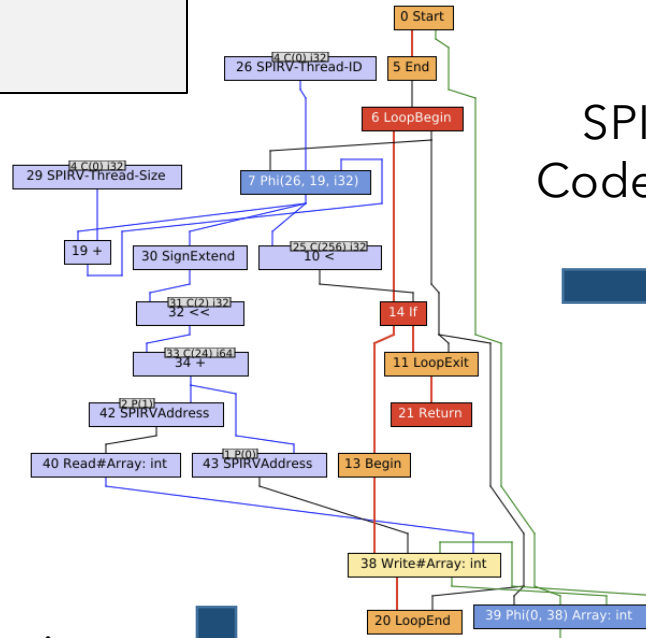 0 Start
4 C(0) i32
26 SPIRV-Thread-ID
5 End
6 LoopBegin
SPI
Code
4 C(0) i32
29 SPIRV-Thread-Size
7 Phi(26, 19, i32)
19 +
30 SignExtend
25 C(256) i32
10 <
31 C(2) i32
32 <<
14 If
33 C(24) i64
34 +
11 LoopExit
2 P(1)
42 SPIRVAddress
21 Return
40 Read#Array: int
1 P(0)
43 SPIRVAddress
13 Begin
38 Write#Array: int
20 LoopEnd
39 Phi(0, 38) Array: int